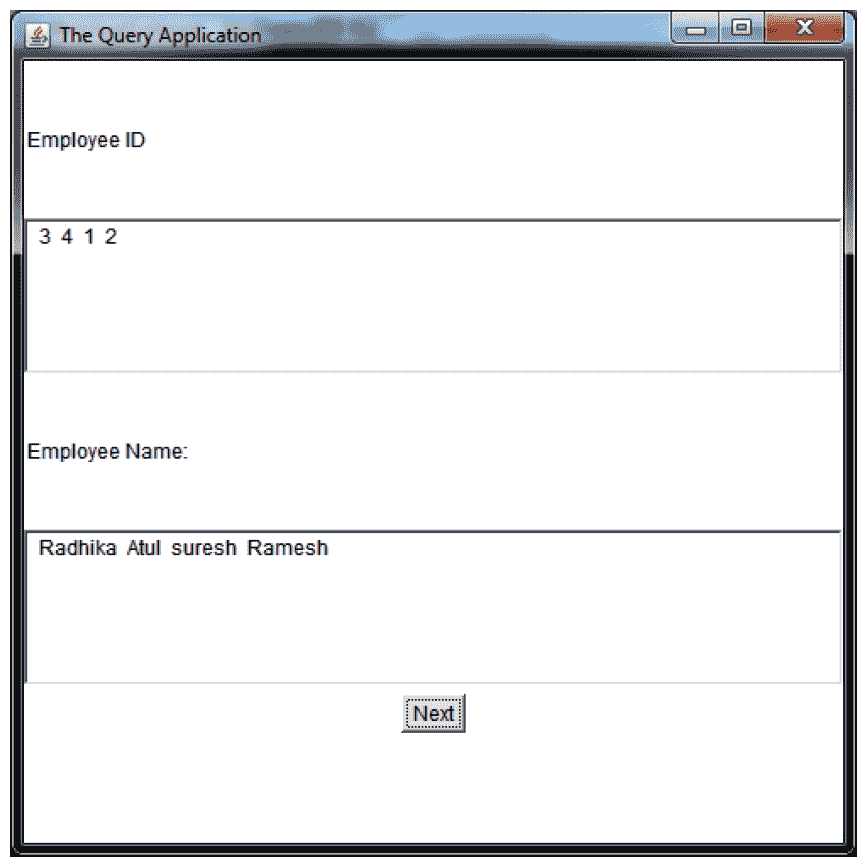 The Query Application
Employee ID
3 4 1 2
Employee Name:
Radhika Atul suresh Ramesh
Next